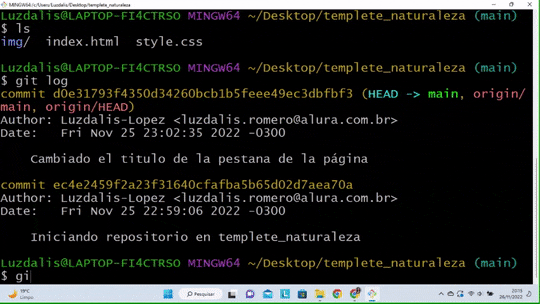 MINGW64:/c/Users/Luzdalis/Desktop/templete_naturaleza
Luzdalis@LAPTOP-FI4CTRSO MINGW64 ~/Desktop/templete_naturaleza (main)
$ ls
img/ index.html style.css
Luzdalis@LAPTOP-FI4CTRSO MINGW64 ~/Desktop/templete_naturaleza (main)
$ git log
commit d0e31793f4350d34260bcb1b5feee49ec3dbfbf3 (HEAD -> main, origin/
main, origin/HEAD)
Author: Luzdalis-Lopez <luzdalis.romero@alura.com.br>
Date: Fri Nov 25 23:02:35 2022 -0300
Cambiado el titulo de la pestana de la página
commit ec4e2459f2a23f31640cfafba5b65d02d7aea70a
Author: Luzdalis-Lopez <luzdalis.romero@alura.com.br>
Date: Fri Nov 25 22:59:06 2022 -0300
Iniciando repositorio en templete_naturaleza
Luzdalis@LAPTOP-FI4CTRSO MINGW64 ~/Desktop/templete_naturaleza (main)
$ gi
19°C
Limpo
Pesquisar
20:15
26/11/2022